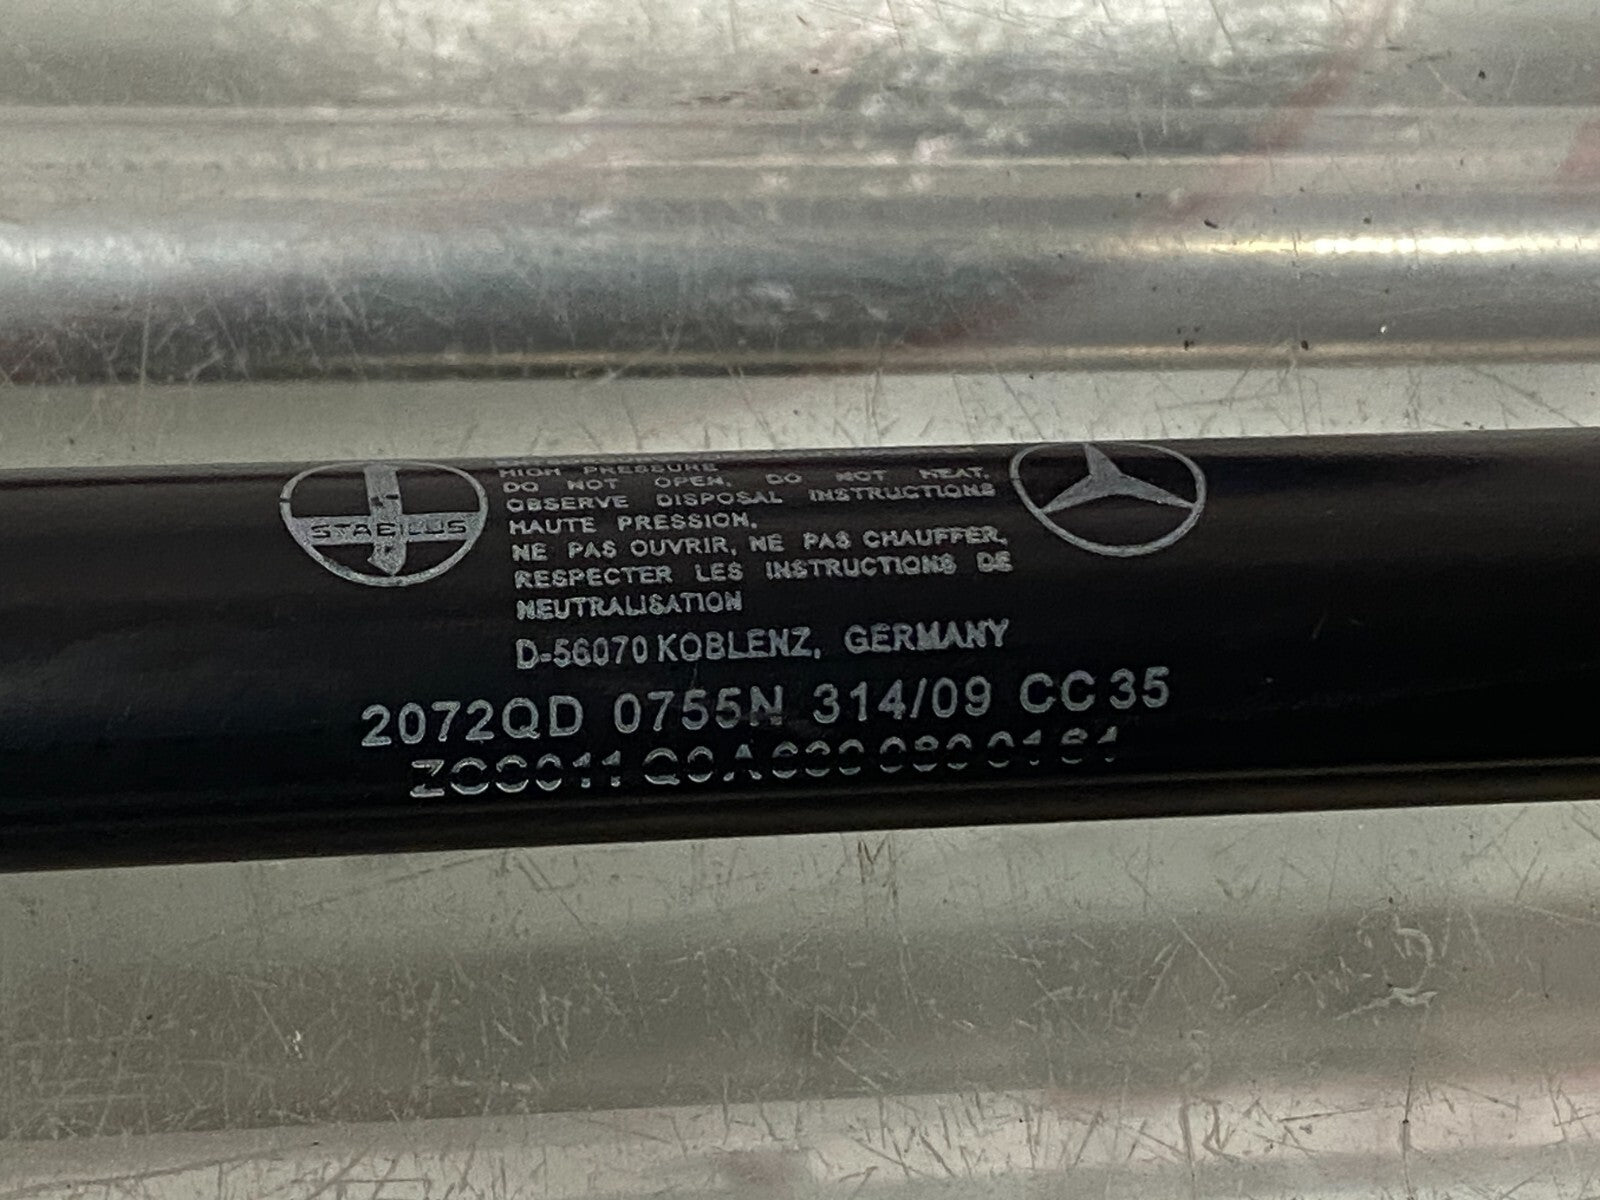 STABILUS
HIGH PRESSURE
DO NOT OPEN, DO NOT HEAT.
OBSERVE DISPOSAL INSTRUCTIONS
HAUTE PRESSION.
NE PAS OUVRIR, NE PAS CHAUFFER.
RESPECTER LES INSTRUCTIONS DE
NEUTRALISATION
D-56070 KOBLENZ, GERMANY
2072QD 0755N 314/09 CC35